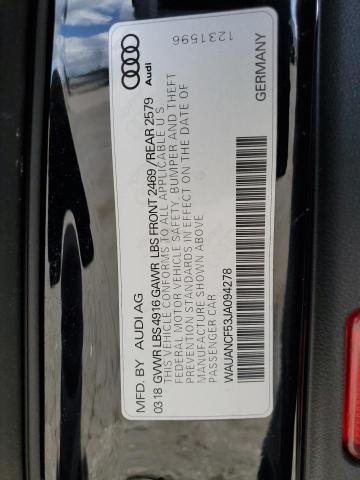 1231596
Audi
GERMANY
MFD. BY AUDI AG
03 18 GVWR LBS 4916 GAWR LBS FRONT 2469 /REAR 2579
THIS VEHICLE CONFORMS TO ALL APPLICABLE U S
FEDERAL MOTOR VEHICLE SAFETY, BUMPER AND THEFT
PREVENTION STANDARDS IN EFFECT ON THE DATE OF
MANUFACTURE SHOWN ABOVE
PASSENGER CAR
WAUANCF53JA094278